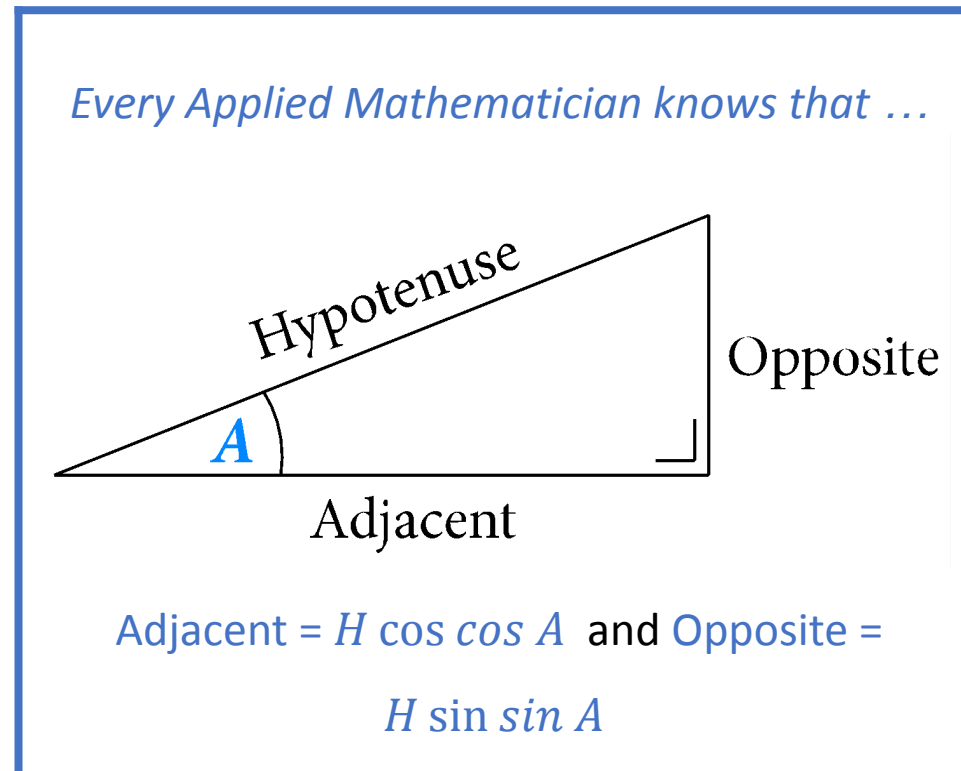 Every Applied Mathematician knows that ...
Hypotenuse
Opposite
A
Adjacent
Adjacent = H cos cos A and Opposite =
H sin sin A